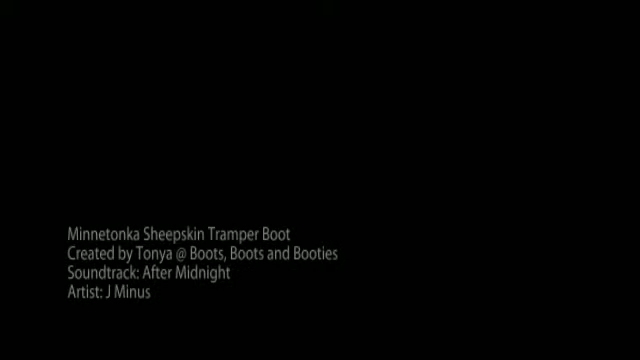 Minnetonka Sheepskin Tramper Boot
Created by Tonya @ Boots, Boots and Booties
Soundtrack: After Midnight
Artist: J Minus